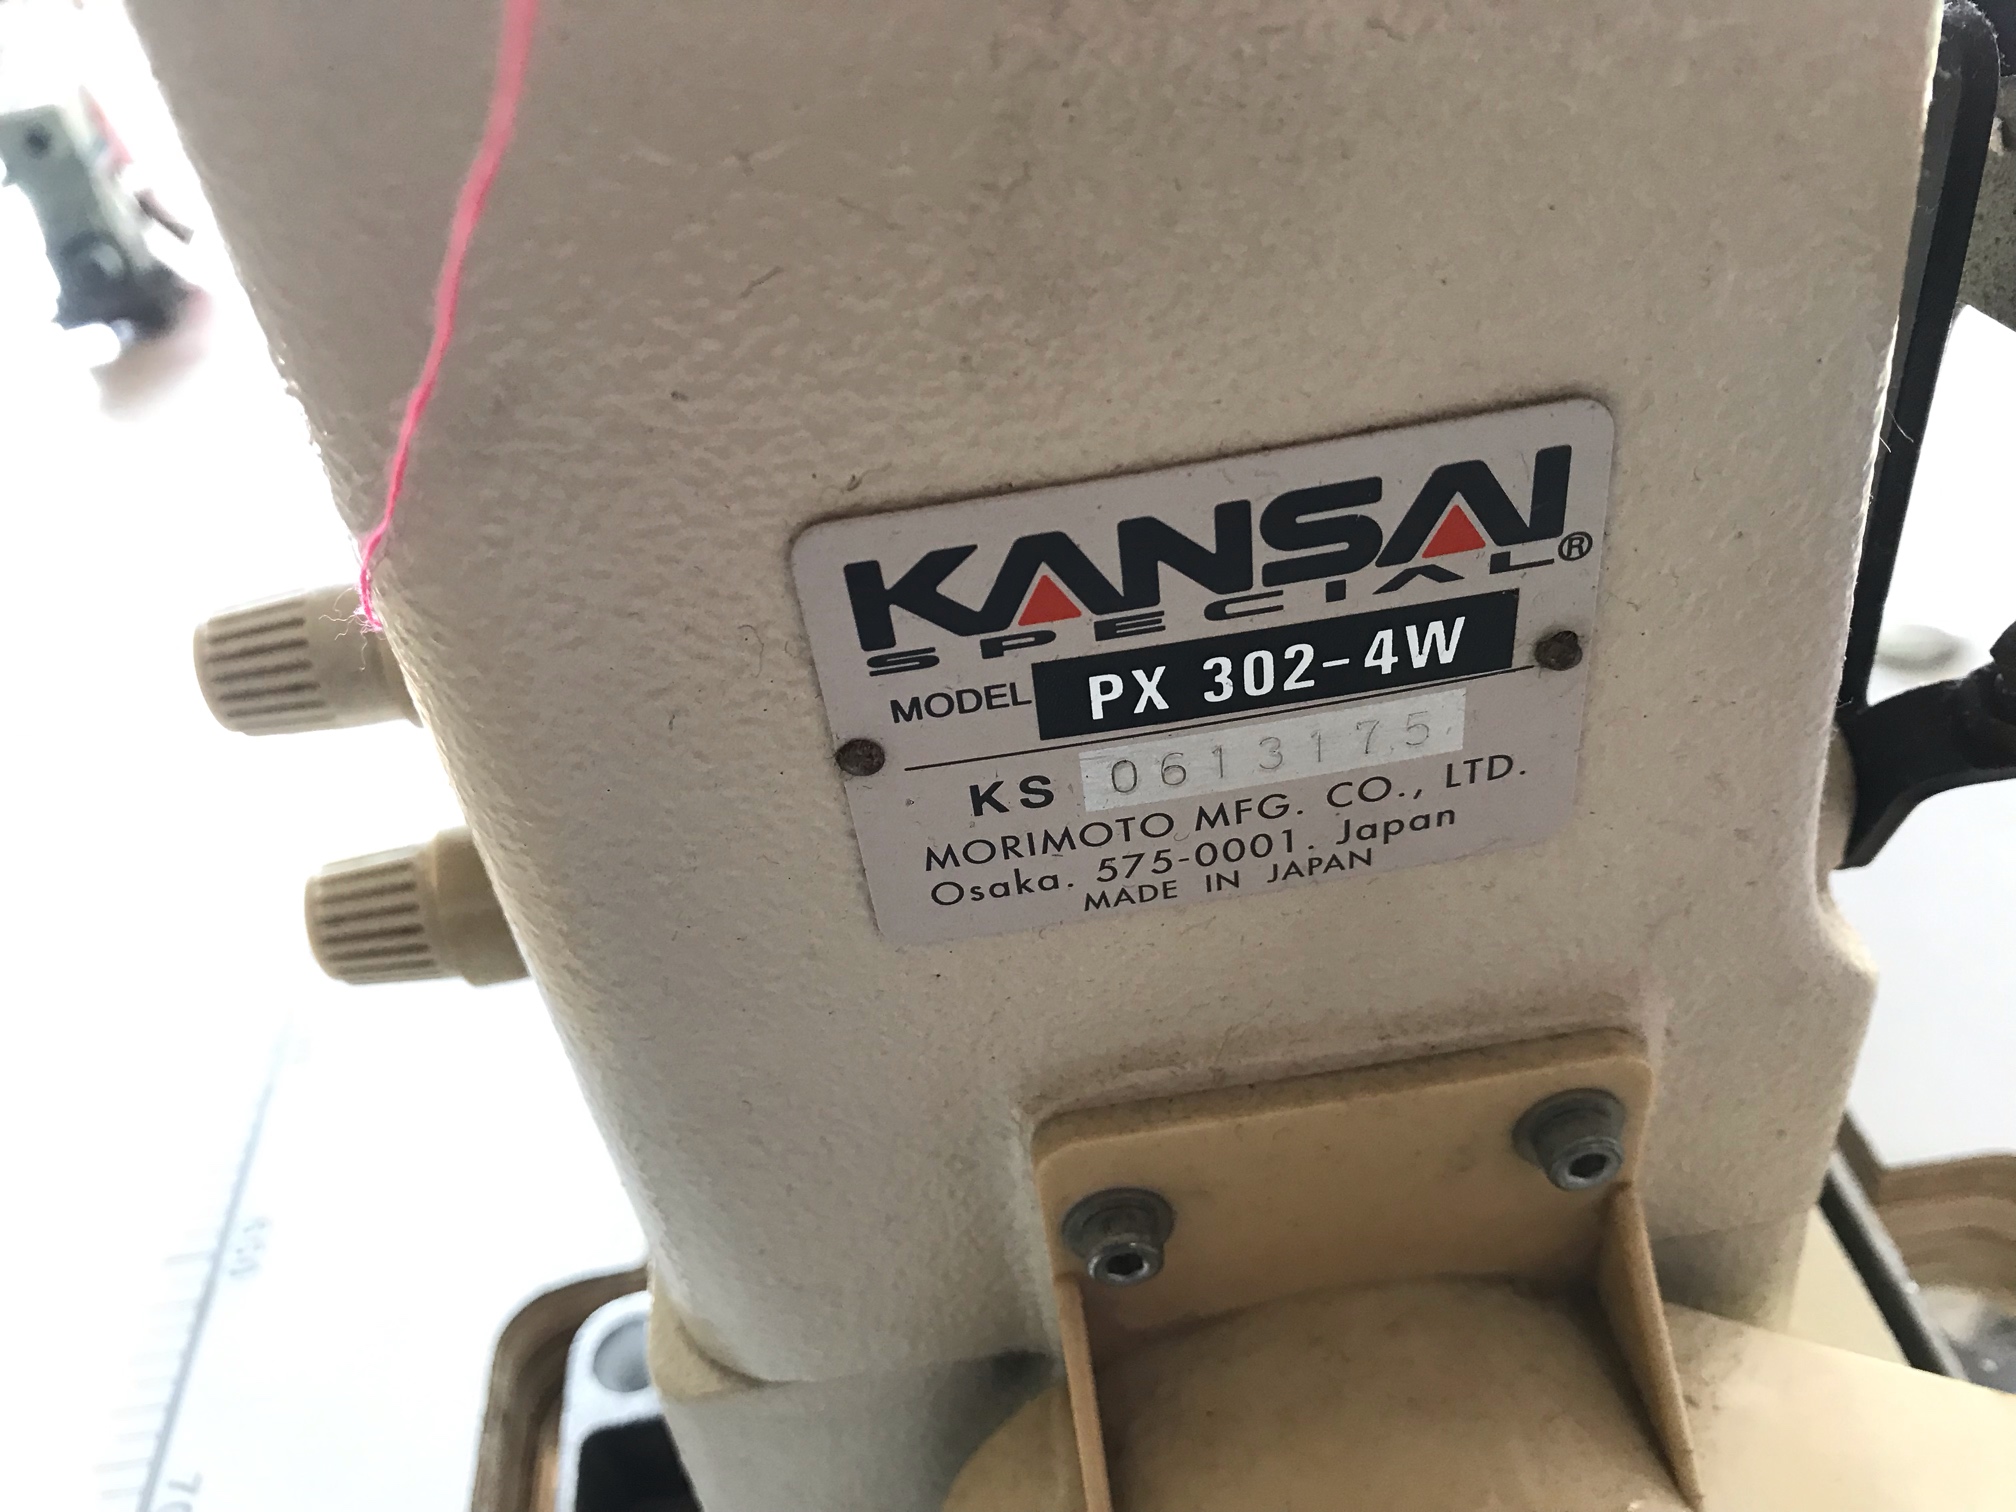 KANSAI
SPECIAL®
MODEL PX 302-4W
KS 0613175
MORIMOTO MFG. CO., LTD.
Osaka. 575-0001. Japan
MADE IN JAPAN